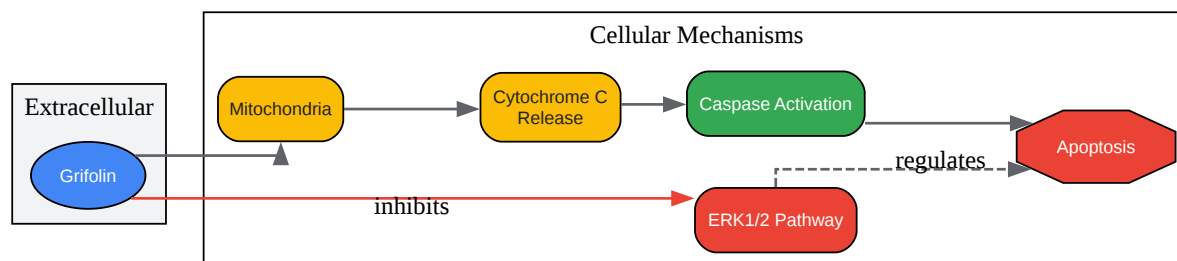 Cellular Mechanisms
Extracellular
Mitochondria
Cytochrome C
Release
Caspase Activation
Apoptosis
Grifolin
regulates
inhibits
ERK1/2 Pathway